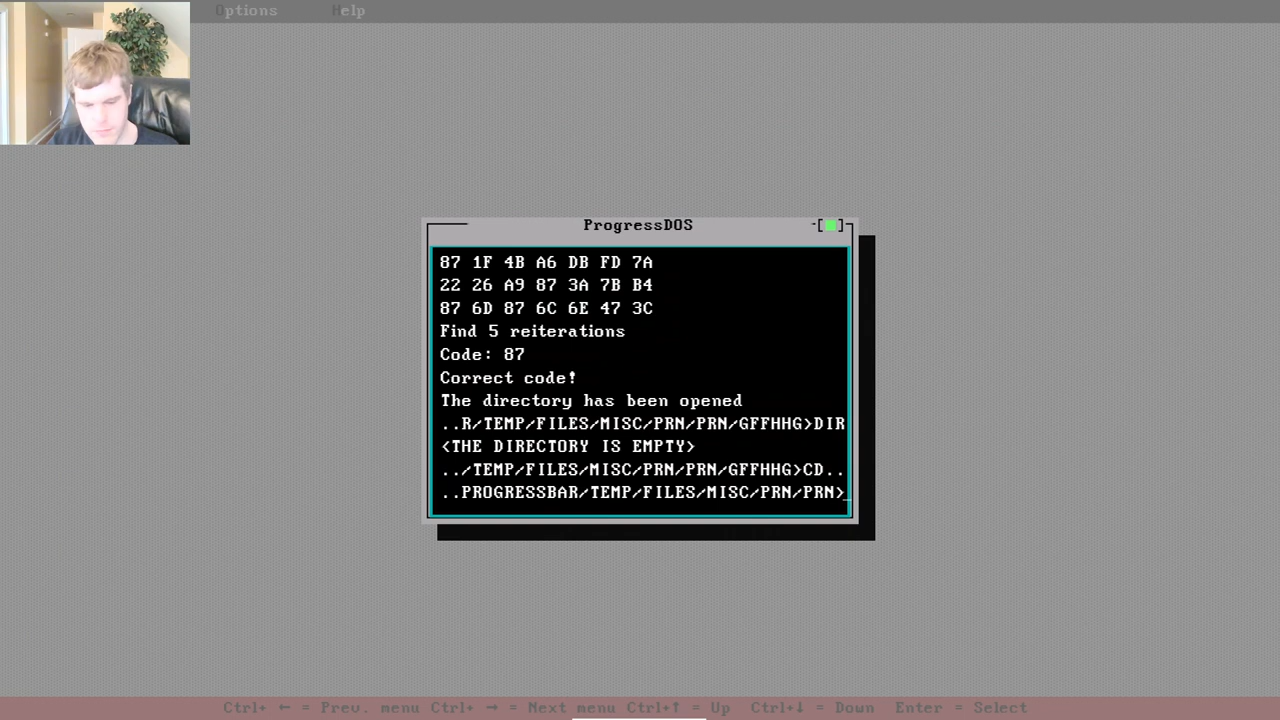 Options Help
ProgressDOS
87 1F 4B A6 DB FD 7A
22 26 A9 87 3A 7B B4
87 6D 87 6C 6E 47 3C
Find 5 reiterations
Code: 87
Correct code!
The directory has been opened
..R/TEMP/FILES/MISC/PRN/PRN/GFFHHG>DIR
<THE DIRECTORY IS EMPTY>
../TEMP/FILES/MISC/PRN/PRN/GFFHHG>CD..
..PROGRESSBAR/TEMP/FILES/MISC/PRN/PRN>_
Ctrl+ ← = Prev. menu Ctrl+ → = Next menu Ctrl+↑ = Up Ctrl+↓ = Down Enter = Select